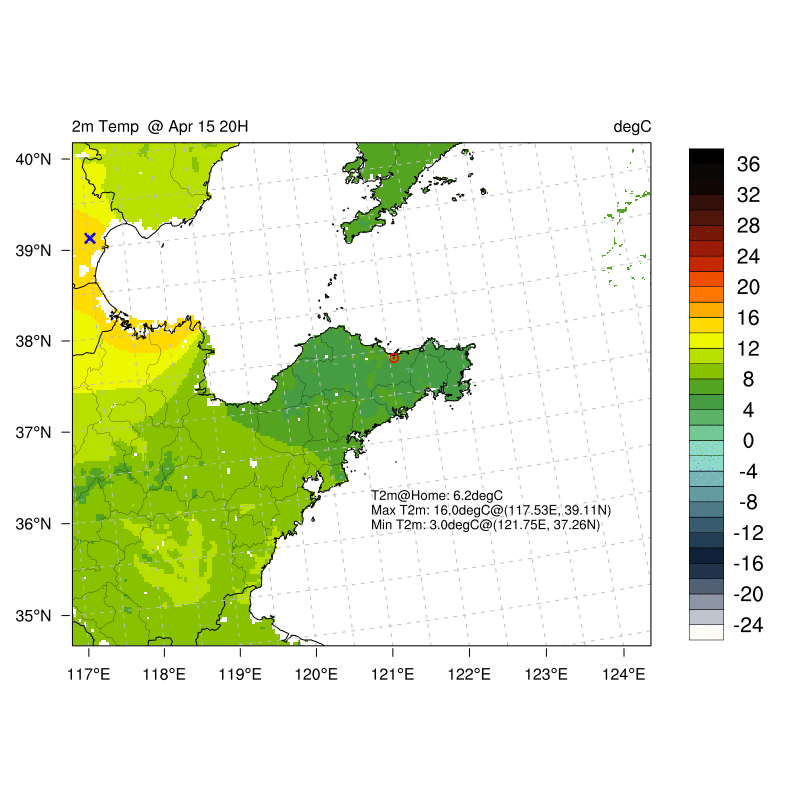 2m Temp @ Apr 15 20H degC
40°N
39°N
38°N
37°N
36°N
35°N
117°E 118°E 119°E 120°E 121°E 122°E 123°E 124°E
T2m@Home: 6.2degC
Max T2m: 16.0degC@(117.53E, 39.11N)
Min T2m: 3.0degC@(121.75E, 37.26N)
36
32
28
24
20
16
12
8
4
0
-4
-8
-12
-16
-20
-24